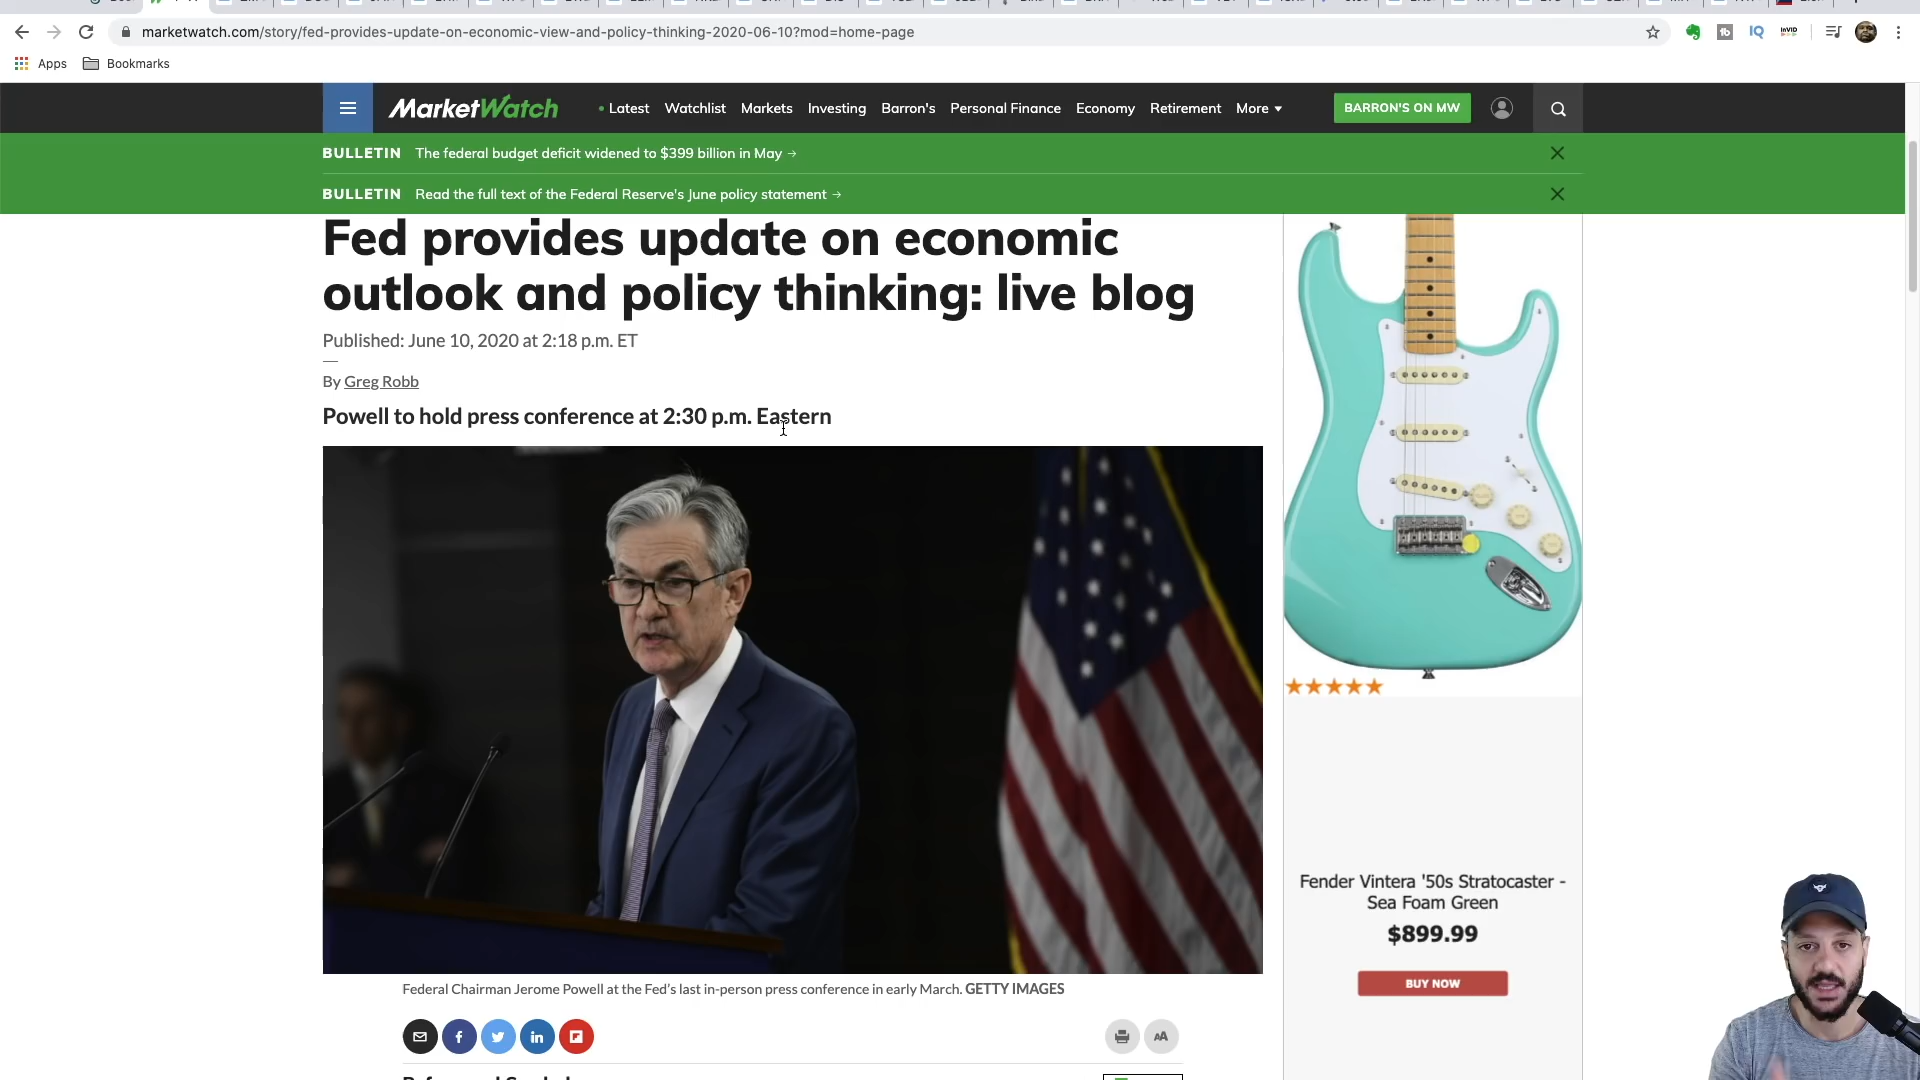 marketwatch.com/story/fed-provides-update-on-economic-view-and-policy-thinking-2020-06-10?mod=home-page
Apps Bookmarks
MarketWatch Latest Watchlist Markets Investing Barron's Personal Finance Economy Retirement More BARRON'S ON MW
BULLETIN The federal budget deficit widened to $399 billion in May →
BULLETIN Read the full text of the Federal Reserve's June policy statement →
Fed provides update on economic
outlook and policy thinking: live blog
Published: June 10, 2020 at 2:18 p.m. ET
By Greg Robb
Powell to hold press conference at 2:30 p.m. Eastern
Federal Chairman Jerome Powell at the Fed's last in-person press conference in early March. GETTY IMAGES
AA
Fender Vintera '50s Stratocaster -
Sea Foam Green
$899.99
BUY NOW